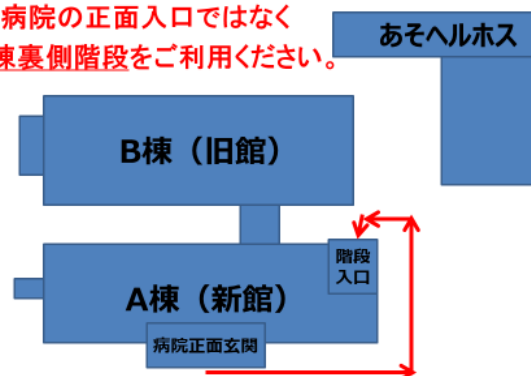 病院の正面入口ではなく
棟裏側階段をご利用ください。
あそヘルホス
B棟（旧館）
階段
入口
A棟（新館）
病院正面玄関